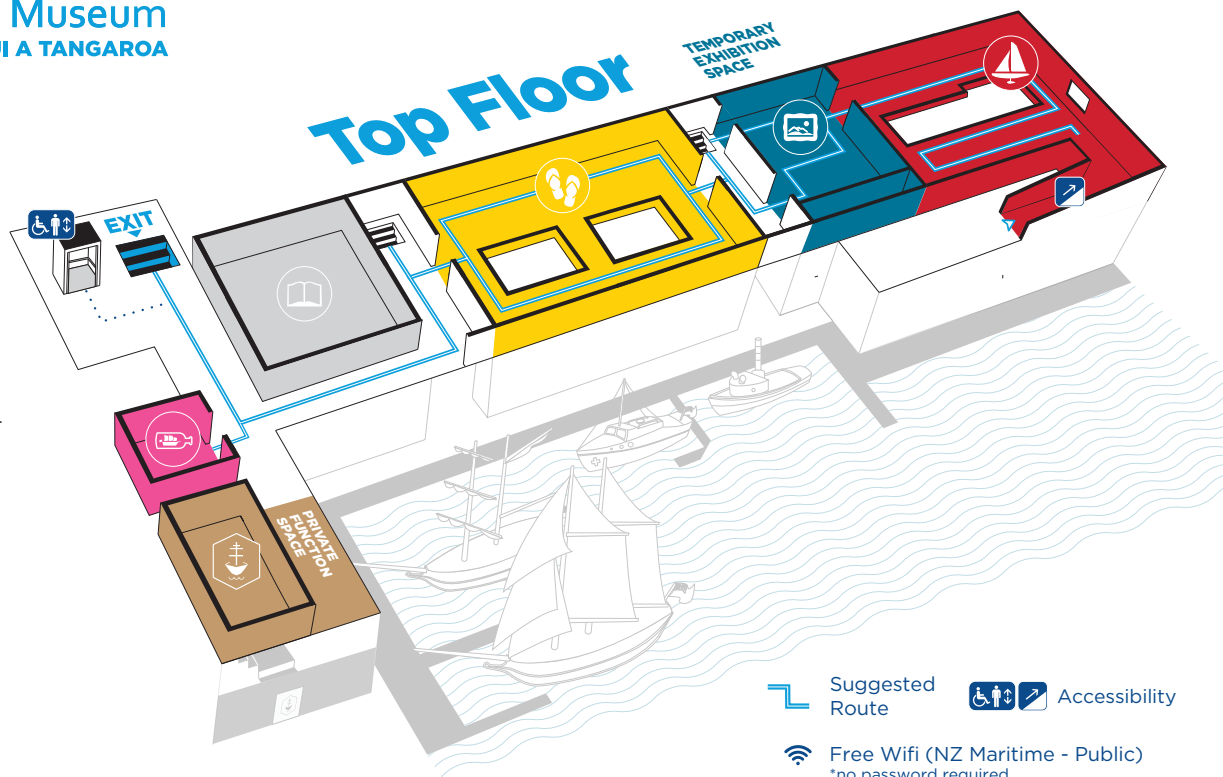 Museum
A TANGAROA
Top Floor
TEMPORARY
EXHIBITION
SPACE
EXIT
PRIVATE
FUNCTION
SPACE
Suggested
Route
Accessibility
Free Wifi (NZ Maritime - Public)
*no password required